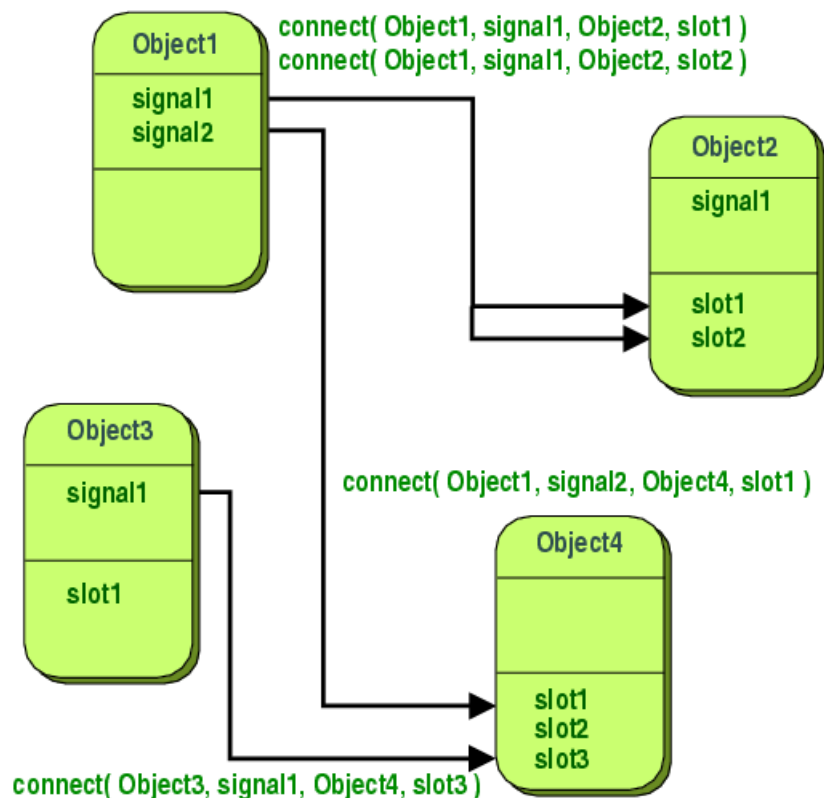 Object1
connect( Object1, signal1, Object2, slot1 )
connect( Object1, signal1, Object2, slot2 )
signal1
signal2
Object2
signal1
slot1
slot2
Object3
signal1
slot1
connect( Object1, signal2, Object4, slot1 )
Object4
slot1
slot2
slot3
connect( Object3, signal1, Object4, slot3 )